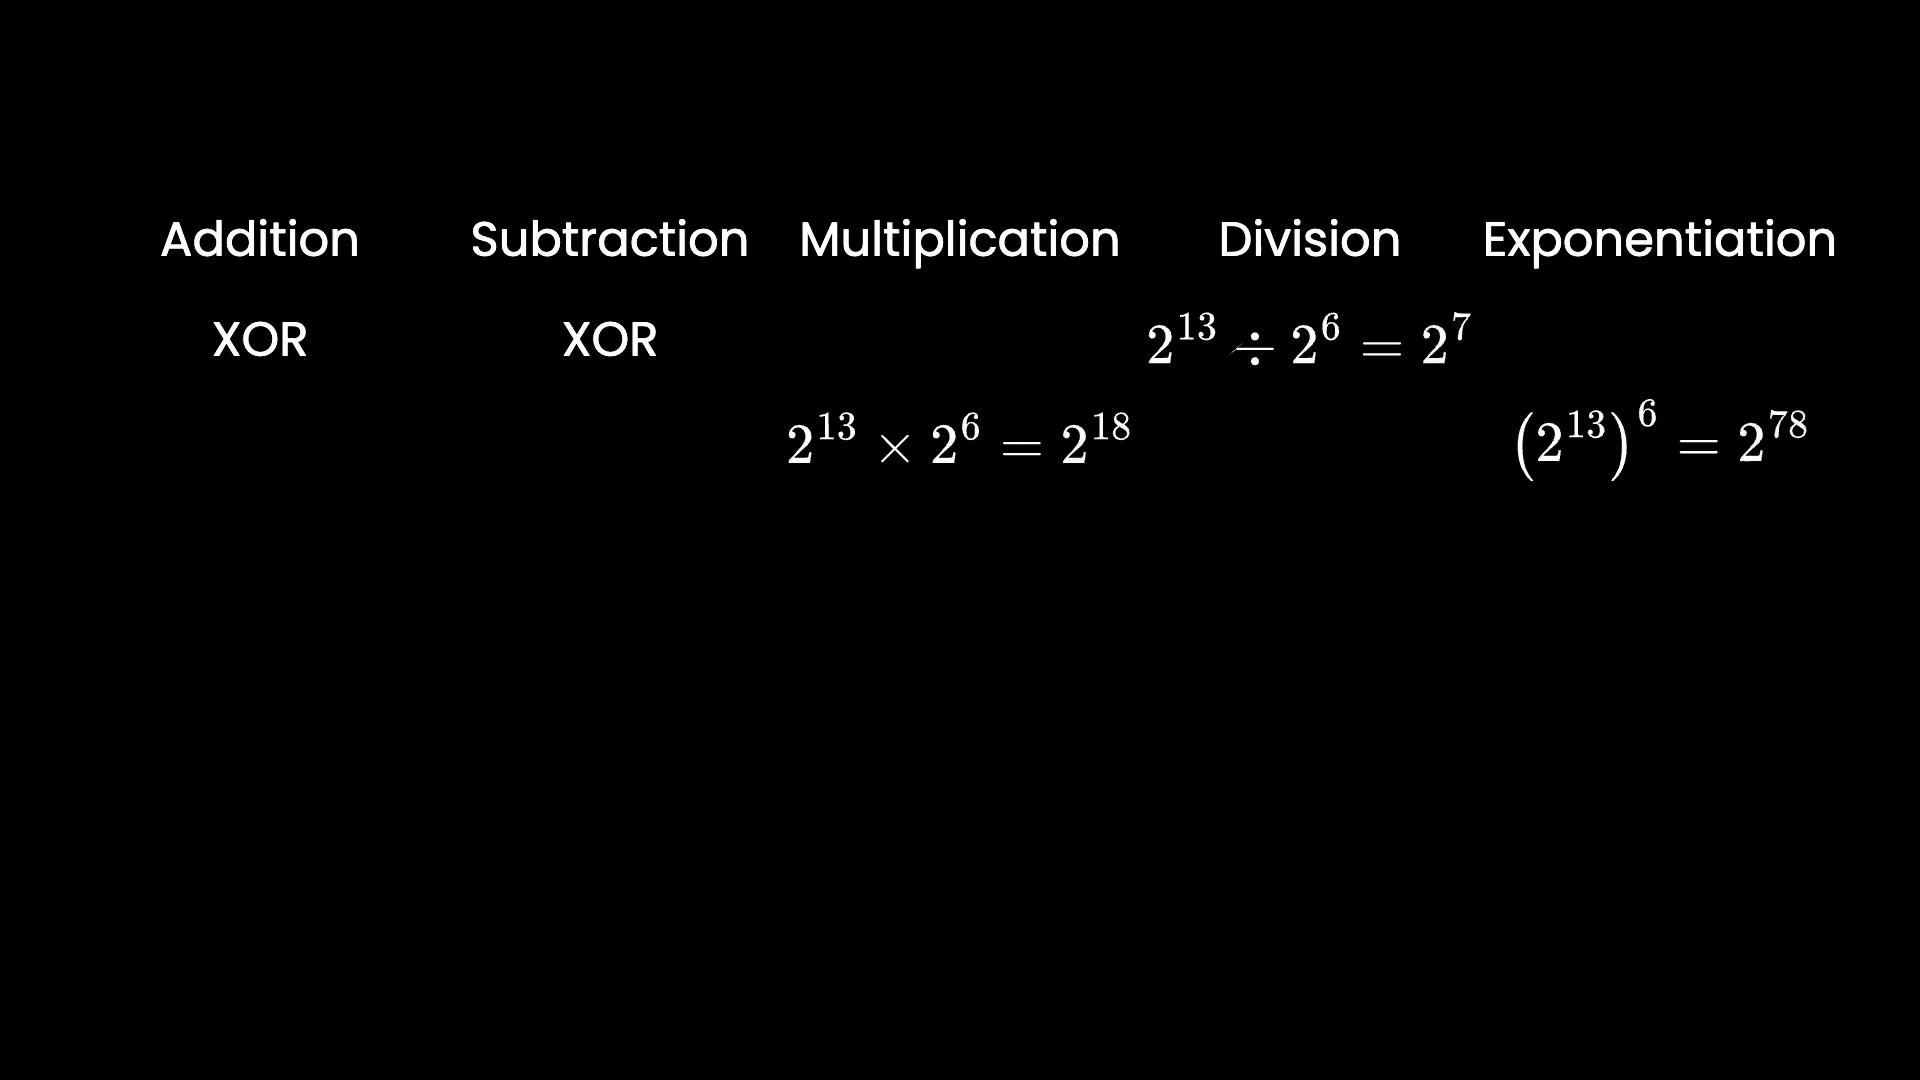 Addition Subtraction Multiplication Division Exponentiation
XOR XOR 2^13 ÷ 2^6 = 2^7
2^13 × 2^6 = 2^18 (2^13)^6 = 2^78